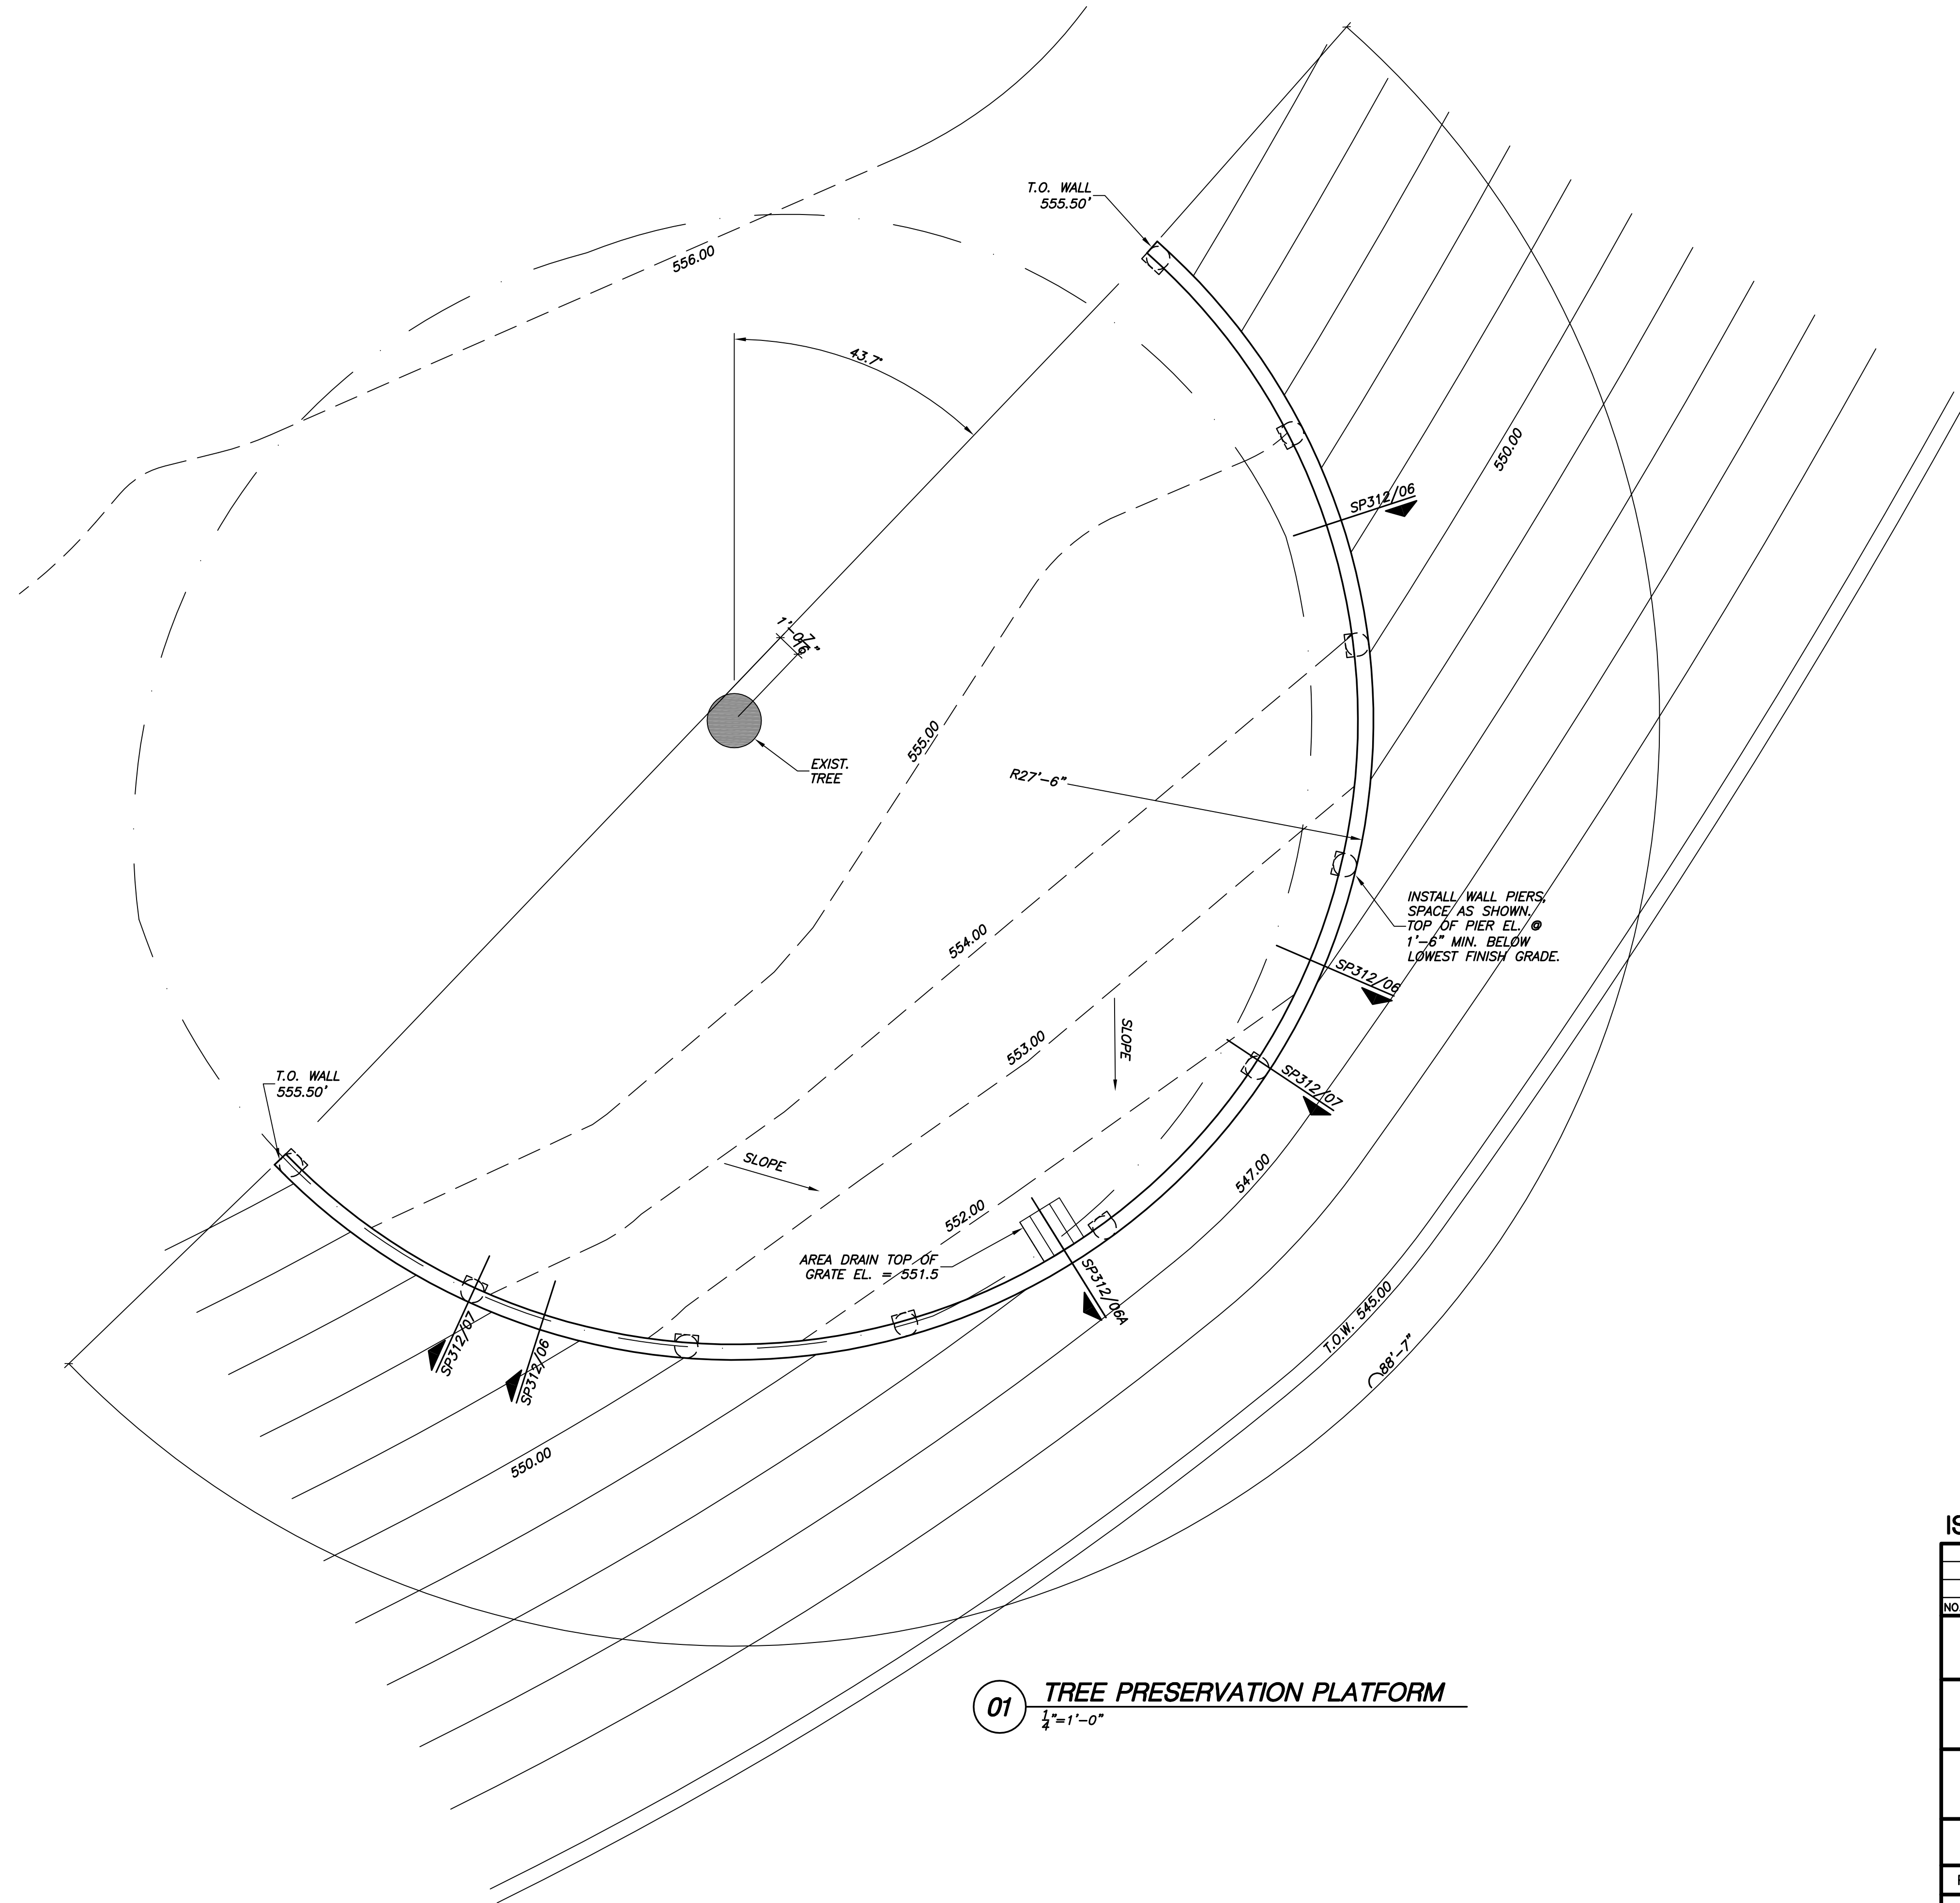 T.O. WALL
555.50'
556.00
43.7°
550.00
SP312/06
1'-0 7/16"
555.00
EXIST.
TREE
R27'-6"
INSTALL WALL PIERS,
SPACE AS SHOWN.
TOP OF PIER EL. @
1'-6" MIN. BELOW
LOWEST FINISH GRADE.
554.00
SP312/06
553.00
SLOPE
SP312/07
T.O. WALL
555.50'
SLOPE
547.00
552.00
AREA DRAIN TOP OF
GRATE EL. = 551.5
SP312/06A
SP312/07
SP312/06
T.O.W. 545.00
88'-7"
550.00
01
TREE PRESERVATION PLATFORM
1/4"=1'-0"
NO.